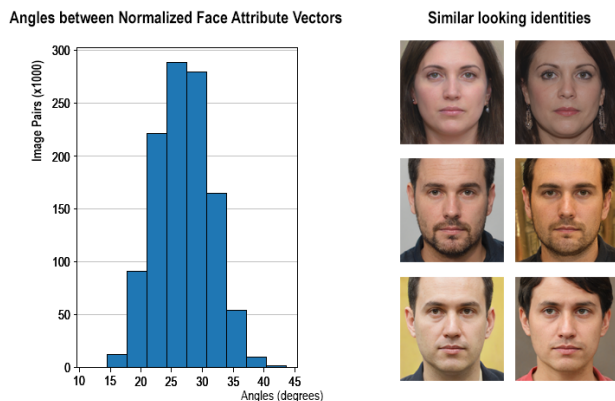 Angles between Normalized Face Attribute Vectors
Similar looking identities
Image Pairs (x1000)
300
250
200
150
100
50
0
10 15 20 25 30 35 40 45
Angles (degrees)